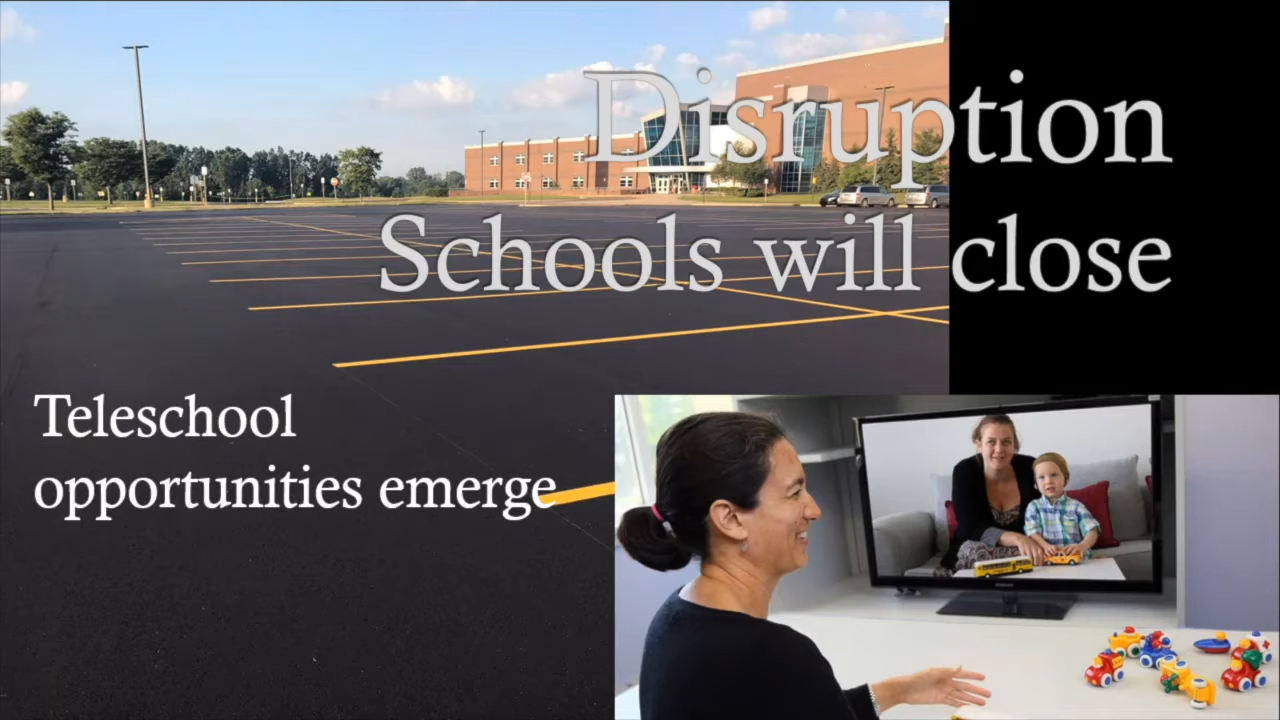 Disruption
Schools will close
Teleschool
opportunities emerge